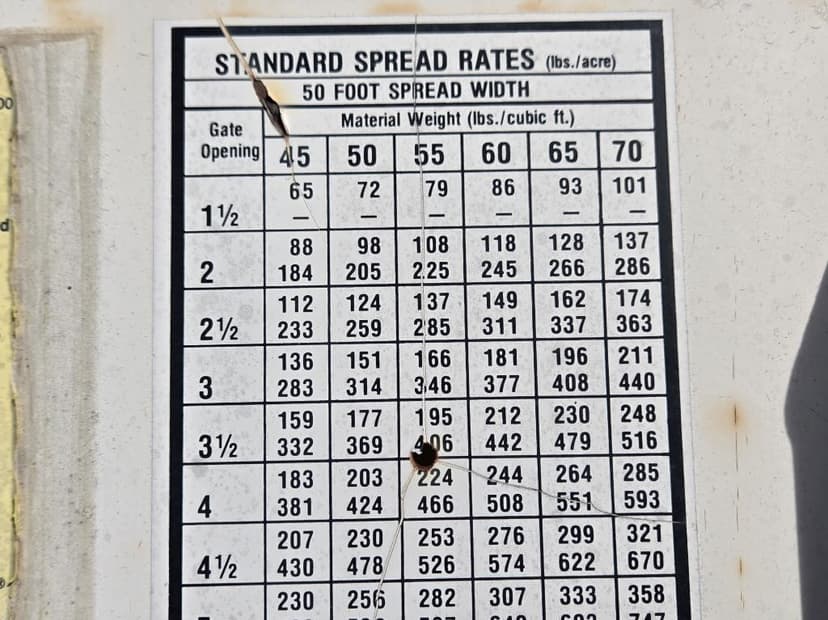 STANDARD SPREAD RATES (lbs./acre)
50 FOOT SPREAD WIDTH
Gate Opening
Material Weight (lbs./cubic ft.)
45 50 55 60 65 70
65 72 79 86 93 101
1½ – – – – – –
88 98 108 118 128 137
2 184 205 225 245 266 286
112 124 137 149 162 174
2½ 233 259 285 311 337 363
136 151 166 181 196 211
3 283 314 346 377 408 440
159 177 195 212 230 248
3½ 332 369 406 442 479 516
183 203 224 244 264 285
4 381 424 466 508 551 593
207 230 253 276 299 321
4½ 430 478 526 574 622 670
230 256 282 307 333 358